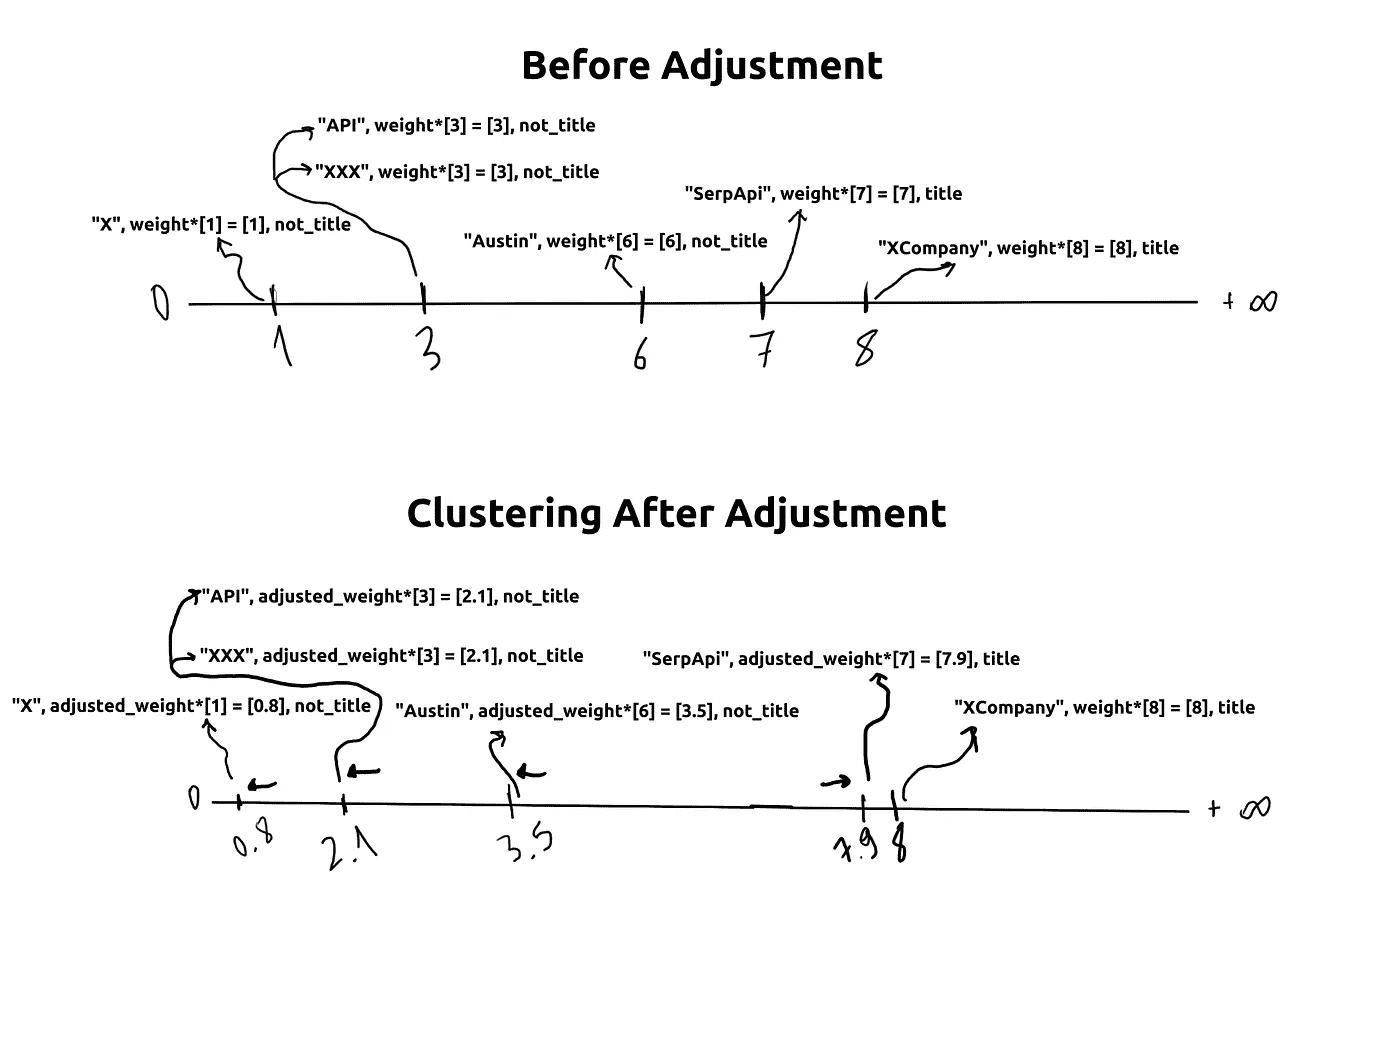 Before Adjustment
"API", weight*[3] = [3], not_title
"XXX", weight*[3] = [3], not_title
"SerpApi", weight*[7] = [7], title
"X", weight*[1] = [1], not_title
"Austin", weight*[6] = [6], not_title
"XCompany", weight*[8] = [8], title
0 + ∞
1 3 6 7 8
Clustering After Adjustment
"API", adjusted_weight*[3] = [2.1], not_title
"XXX", adjusted_weight*[3] = [2.1], not_title
"SerpApi", adjusted_weight*[7] = [7.9], title
"X", adjusted_weight*[1] = [0.8], not_title
"Austin", adjusted_weight*[6] = [3.5], not_title
"XCompany", weight*[8] = [8], title
0 + ∞
0.8 2.1 3.5 7.9 8